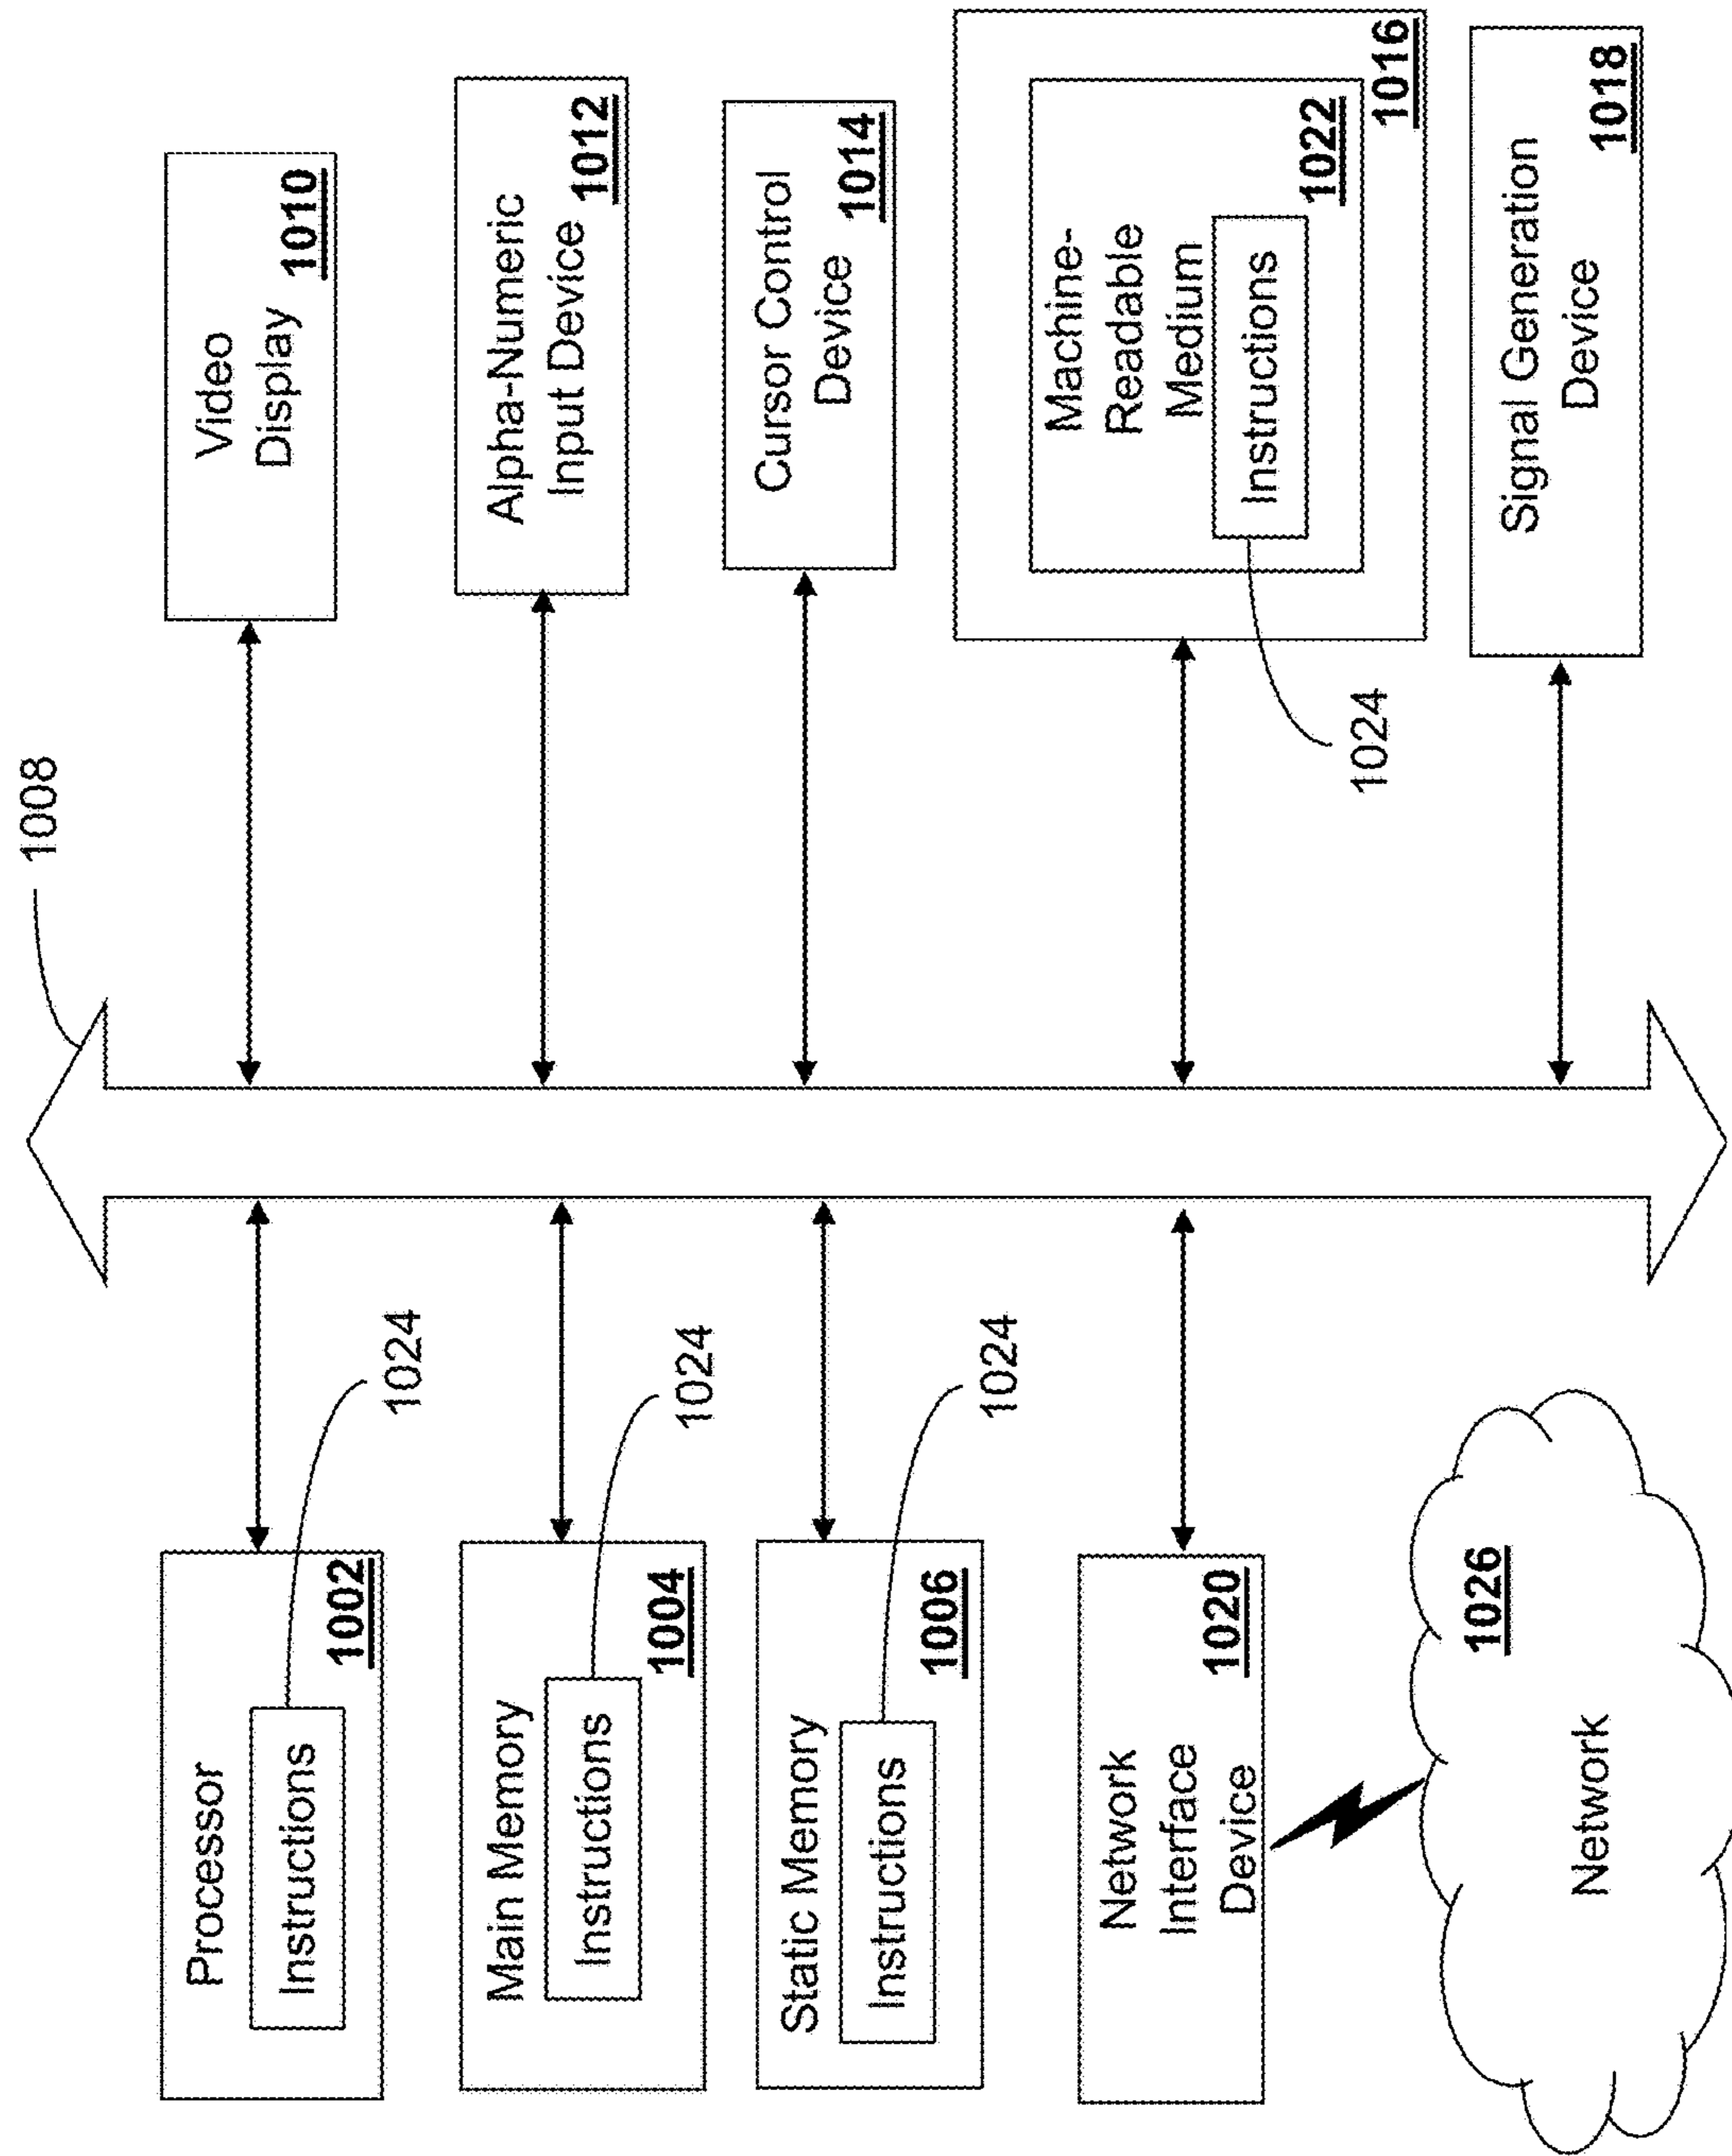 1008
Processor
Instructions
1002
1024
Main Memory
Instructions
1004
1024
Static Memory
Instructions
1006
1024
Network
Interface
Device
1020
1026
Network
Video
Display
1010
Alpha-Numeric
Input Device
1012
Cursor Control
Device
1014
Machine-
Readable
Medium
1022
Instructions
1016
1024
Signal Generation
Device
1018